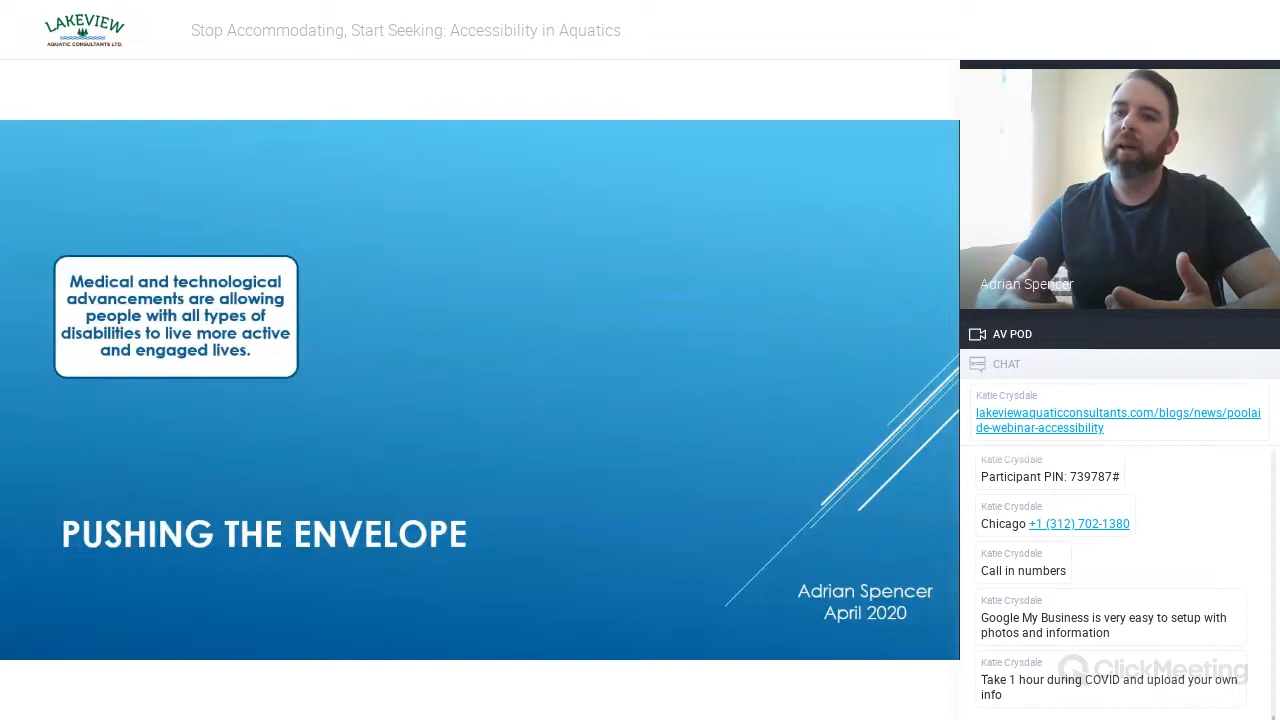 LAKEVIEW
AQUATIC CONSULTANTS LTD.
Stop Accommodating, Start Seeking: Accessibility in Aquatics
Medical and technological
advancements are allowing
people with all types of
disabilities to live more active
and engaged lives.
PUSHING THE ENVELOPE
Adrian Spencer
April 2020
Adrian Spencer
AV POD
CHAT
Katie Crysdale
lakeviewaquaticconsultants.com/blogs/news/poolai
de-webinar-accessibility
Katie Crysdale
Participant PIN: 739787#
Katie Crysdale
Chicago +1 (312) 702-1380
Katie Crysdale
Call in numbers
Katie Crysdale
Google My Business is very easy to setup with
photos and information
Katie Crysdale
Take 1 hour during COVID and upload your own
info
ClickMeeting